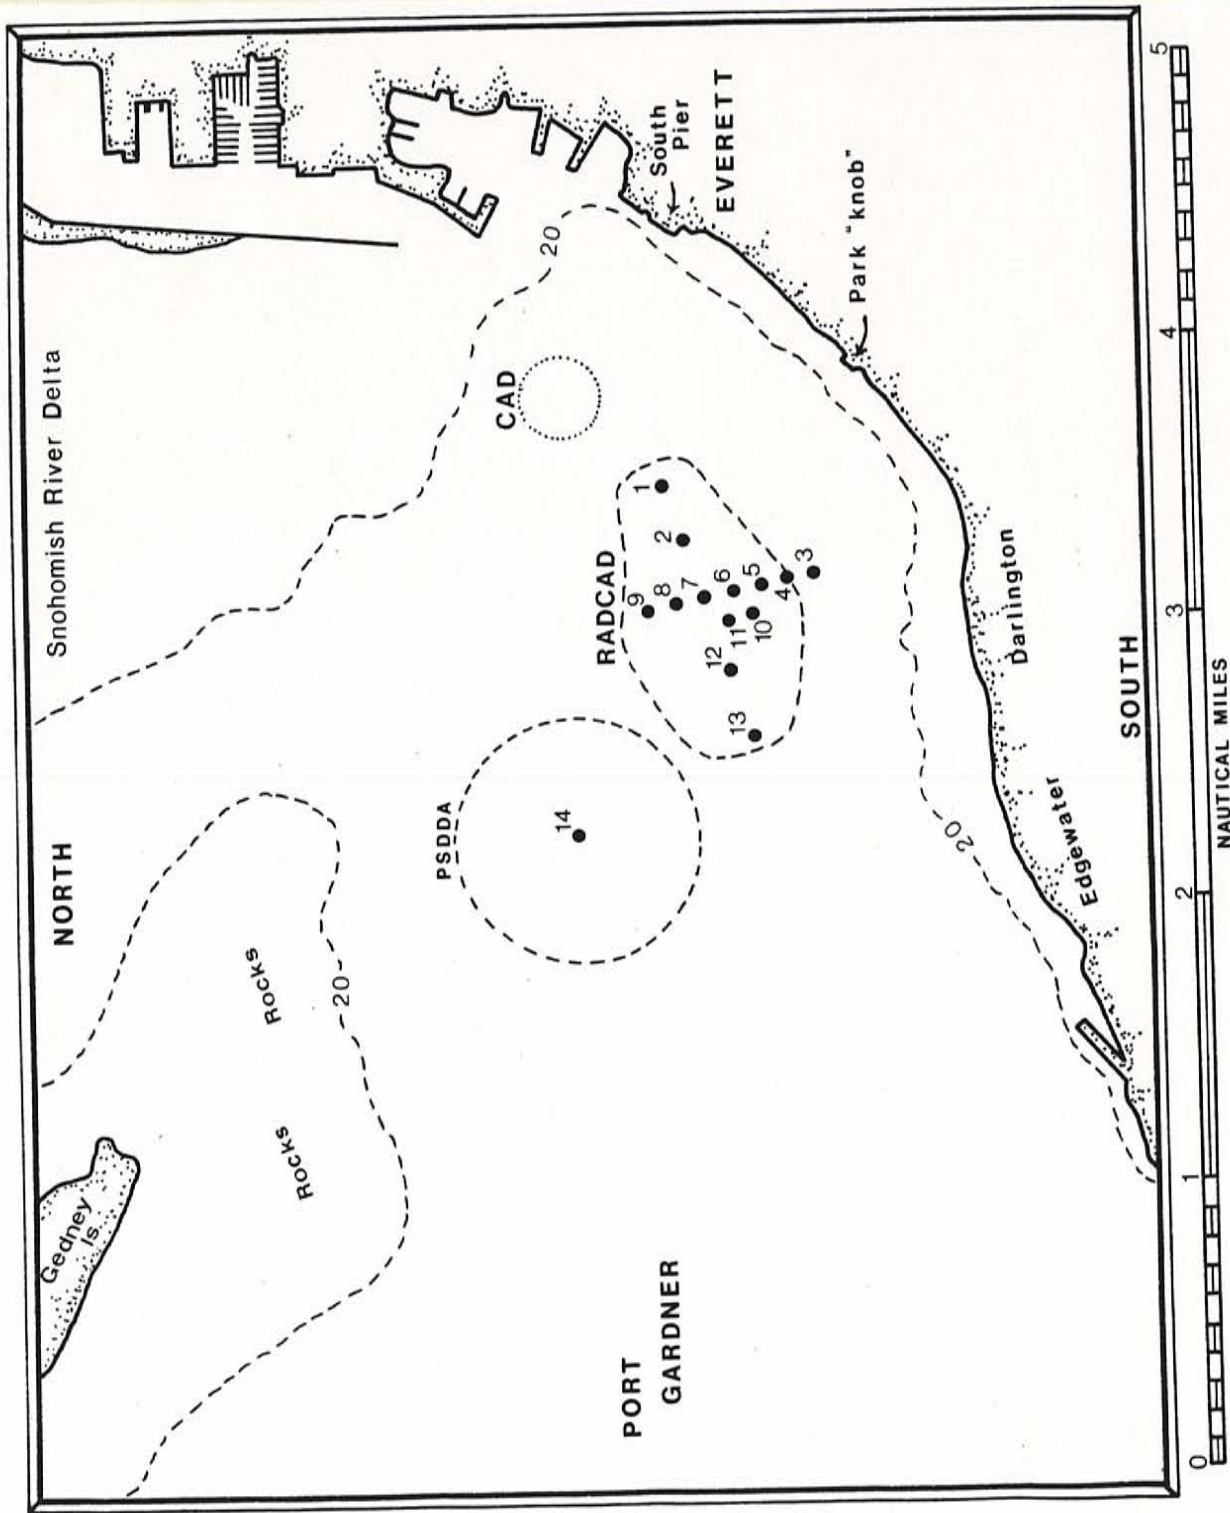 NORTH
Snohomish River Delta
Gedney
Is.
ROCKS
ROCKS
20
20
CAD
PSDDA
14
RADCAD
1
2
9
8
7
6
5
4
3
12
11
10
13
South
Pier
EVERETT
Park "knob"
PORT
GARDNER
20
Edgewater
Darlington
SOUTH
0
1
2
3
4
5
NAUTICAL MILES